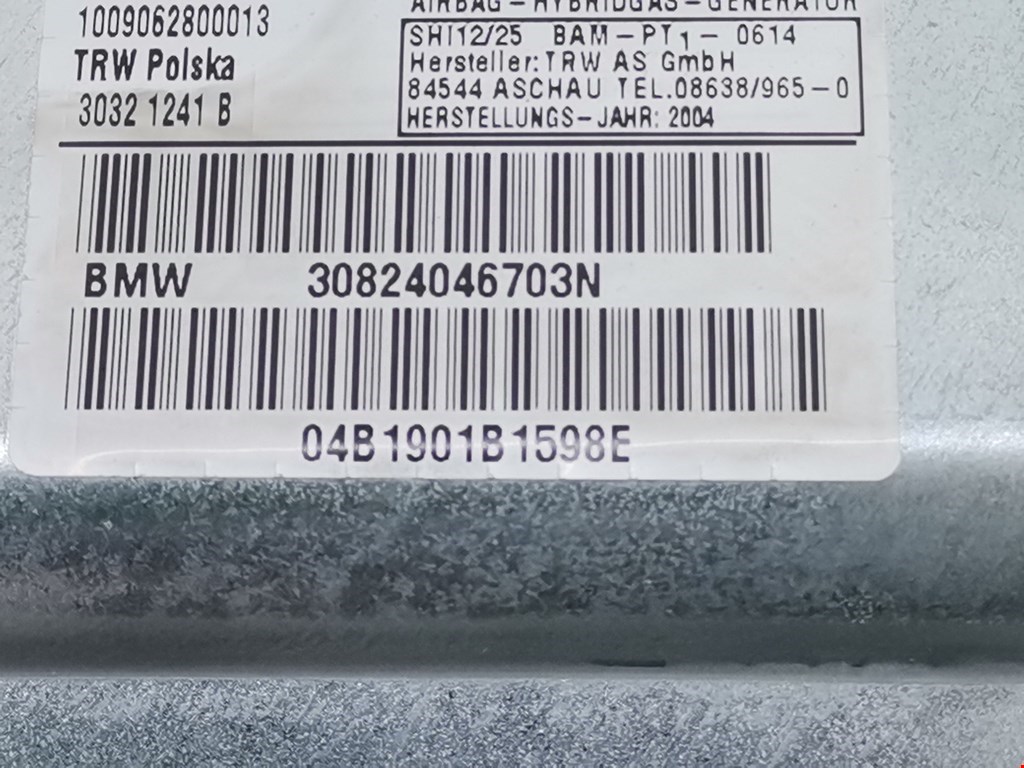 1009062800013
TRW Polska
3032 1241 B
AIRBAG-HYBRIDGAS-GENERATOR
SHI12/25 BAM-PT1-0614
Hersteller: TRW AS GmbH
84544 ASCHAU TEL.08638/965-0
HERSTELLUNGS-JAHR: 2004
BMW 30824046703N
04B1901B1598E